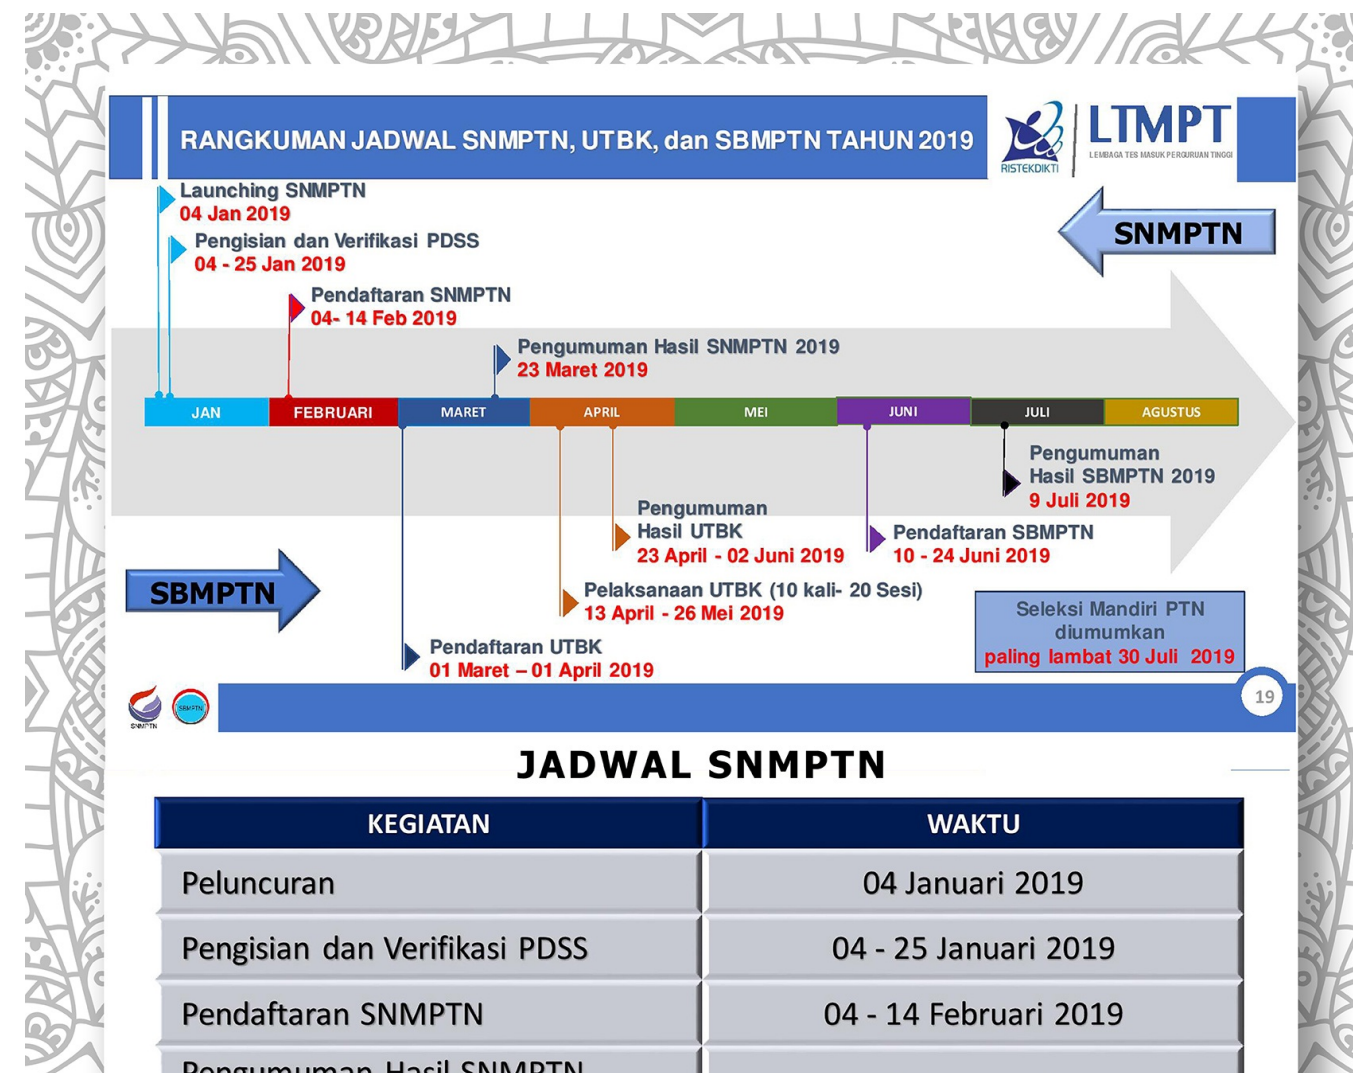 RANGKUMAN JADWAL SNMPTN, UTBK, dan SBMPTN TAHUN 2019
RISTEKDIKTI
LTMPT
LEMBAGA TES MASUK PERGURUAN TINGGI
Launching SNMPTN
04 Jan 2019
SNMPTN
Pengisian dan Verifikasi PDSS
04 - 25 Jan 2019
Pendaftaran SNMPTN
04- 14 Feb 2019
Pengumuman Hasil SNMPTN 2019
23 Maret 2019
JAN
FEBRUARI
MARET
APRIL
MEI
JUNI
JULI
AGUSTUS
Pengumuman
Hasil SBMPTN 2019
9 Juli 2019
Pengumuman
Hasil UTBK
23 April - 02 Juni 2019
Pendaftaran SBMPTN
10 - 24 Juni 2019
SBMPTN
Pelaksanaan UTBK (10 kali- 20 Sesi)
13 April - 26 Mei 2019
Seleksi Mandiri PTN
diumumkan
paling lambat 30 Juli 2019
Pendaftaran UTBK
01 Maret – 01 April 2019
SNMPTN
SBMPTN
19
JADWAL SNMPTN
KEGIATAN
WAKTU
Peluncuran
04 Januari 2019
Pengisian dan Verifikasi PDSS
04 - 25 Januari 2019
Pendaftaran SNMPTN
04 - 14 Februari 2019
Pengumuman Hasil SNMPTN